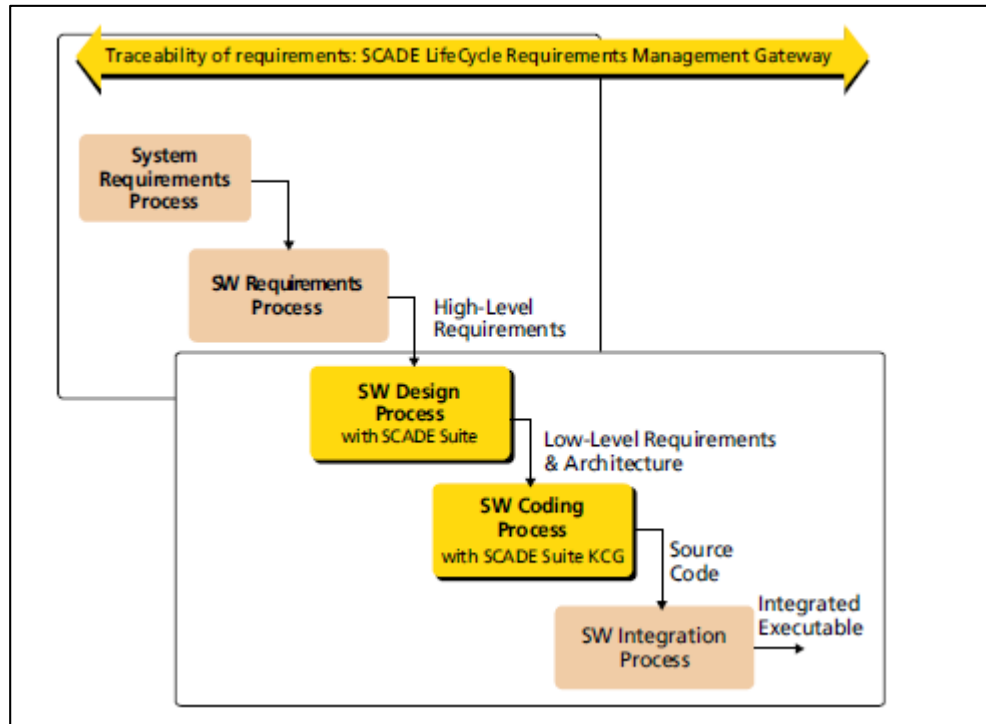 Traceability of requirements: SCADE LifeCycle Requirements Management Gateway
System
Requirements
Process
SW Requirements
Process
High-Level
Requirements
SW Design
Process
with SCADE Suite
Low-Level Requirements
& Architecture
SW Coding
Process
with SCADE Suite KCG
Source
Code
SW Integration
Process
Integrated
Executable